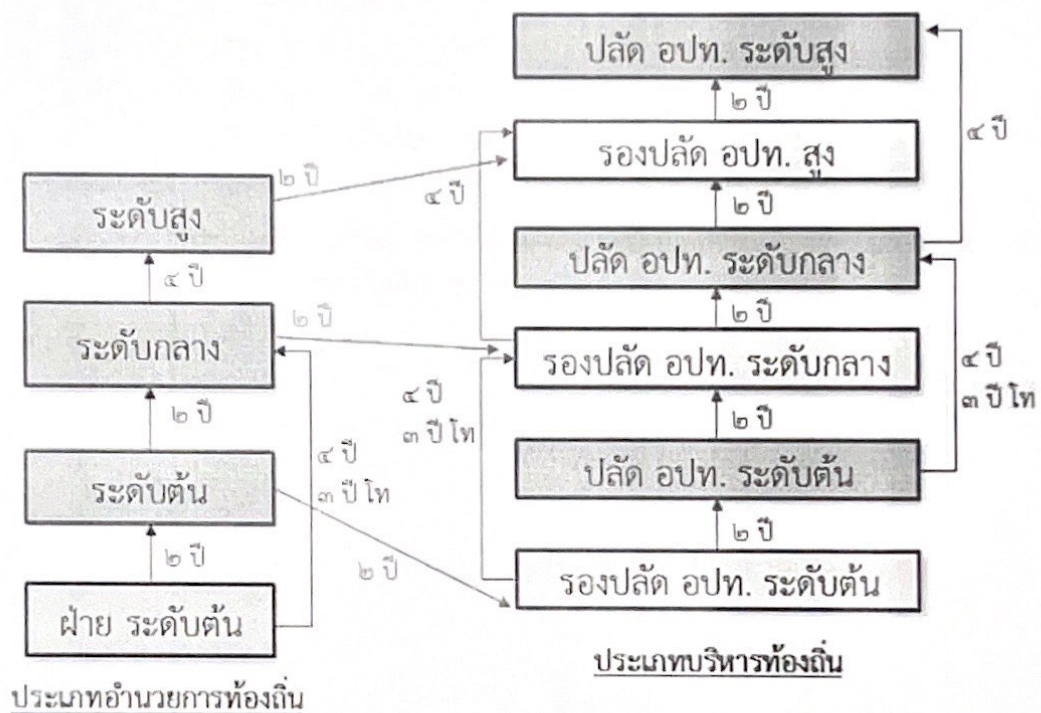 ปลัด อปท. ระดับสูง
๒ ปี
๔ ปี
รองปลัด อปท. สูง
๒ ปี
๔ ปี
ระดับสูง
๒ ปี
ปลัด อปท. ระดับกลาง
๔ ปี
๒ ปี
๒ ปี
ระดับกลาง
รองปลัด อปท. ระดับกลาง
๔ ปี
๓ ปี โท
๔ ปี
๓ ปี โท
๒ ปี
๒ ปี
๔ ปี
๓ ปี โท
ระดับต้น
ปลัด อปท. ระดับต้น
๒ ปี
๒ ปี
๒ ปี
ฝ่าย ระดับต้น
รองปลัด อปท. ระดับต้น
ประเภทบริหารท้องถิ่น
ประเภทอำนวยการท้องถิ่น